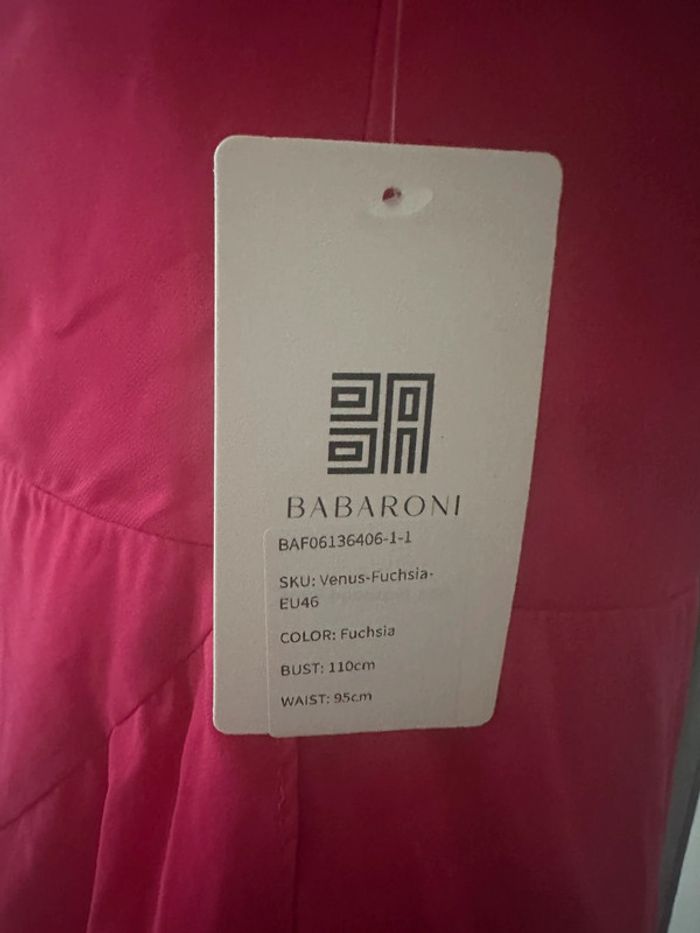 BABARONI
BAF06136406-1-1
SKU: Venus-Fuchsia-
EU46
COLOR: Fuchsia
BUST: 110cm
WAIST: 95cm